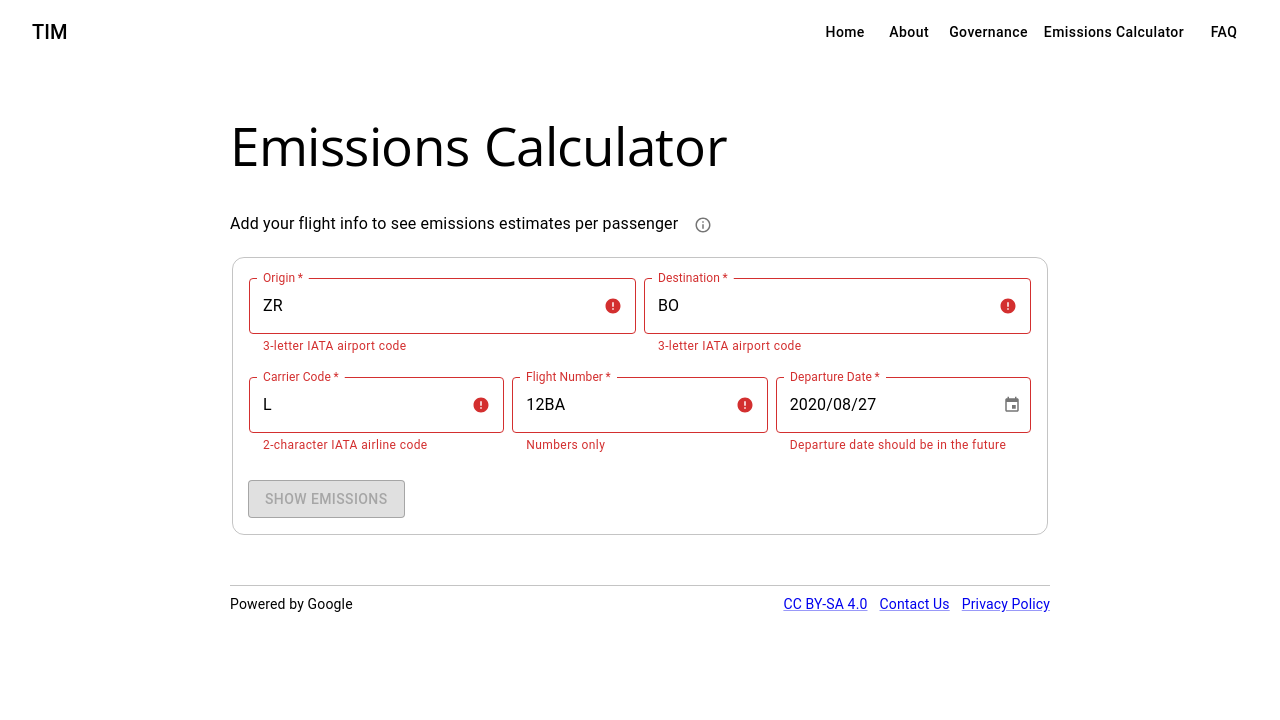 TIM
Home About Governance Emissions Calculator FAQ
Emissions Calculator
Add your flight info to see emissions estimates per passenger
Origin * Destination *
ZR BO
3-letter IATA airport code 3-letter IATA airport code
Carrier Code * Flight Number * Departure Date *
L 12BA 2020/08/27
2-character IATA airline code Numbers only Departure date should be in the future
SHOW EMISSIONS
Powered by Google CC BY-SA 4.0 Contact Us Privacy Policy